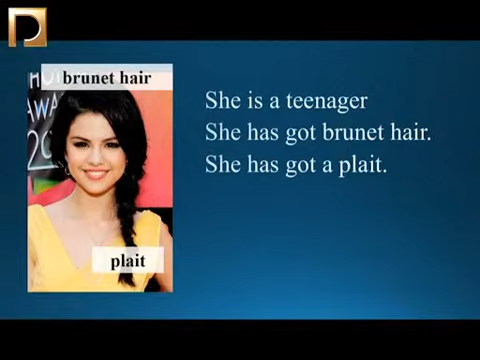 brunet hair
She is a teenager
She has got brunet hair.
She has got a plait.
plait